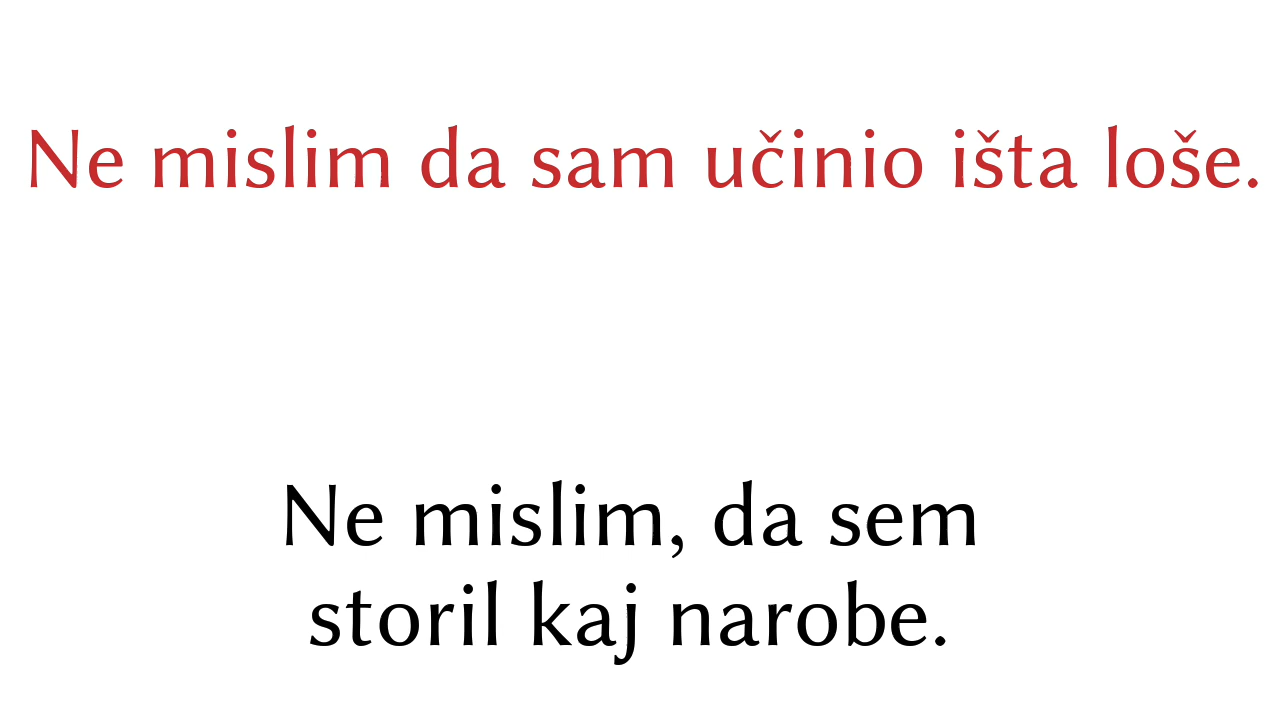 Ne mislim da sam učinio išta loše.
Ne mislim, da sem
storil kaj narobe.